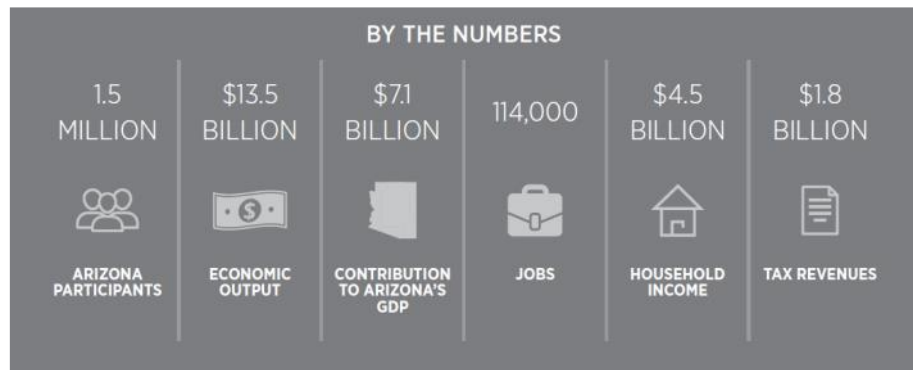 BY THE NUMBERS
1.5
MILLION
ARIZONA
PARTICIPANTS
$13.5
BILLION
$
ECONOMIC
OUTPUT
$7.1
BILLION
CONTRIBUTION
TO ARIZONA'S
GDP
114,000
JOBS
$4.5
BILLION
HOUSEHOLD
INCOME
$1.8
BILLION
TAX REVENUES